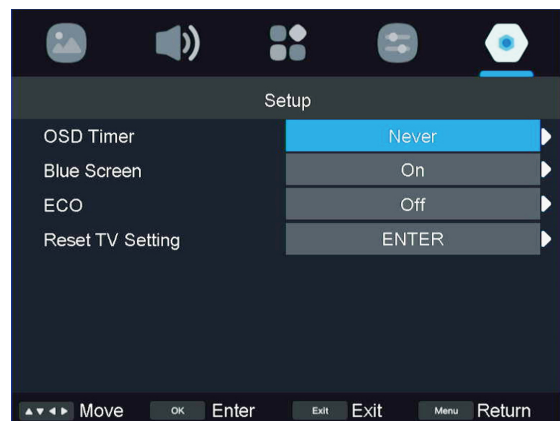 Setup
OSD Timer Never
Blue Screen On
ECO Off
Reset TV Setting ENTER
Move OK Enter Exit Exit Menu Return